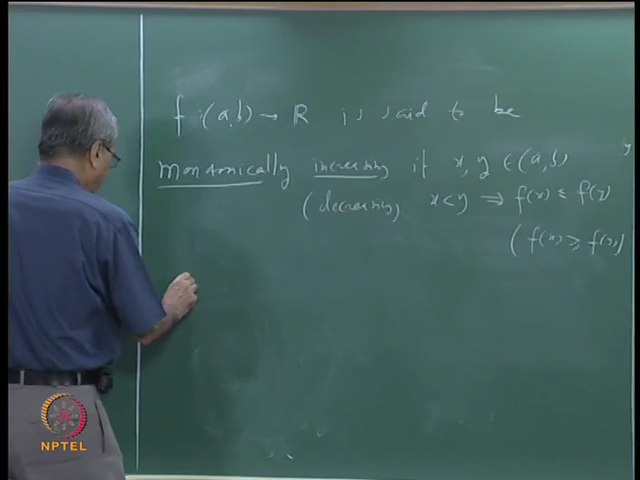 f : (a,b) → R is said to be
monotonically increasing if x, y ∈ (a,b)
(decreasing) x < y ⇒ f(x) ≤ f(y)
(f(x) ≥ f(y))
NPTEL